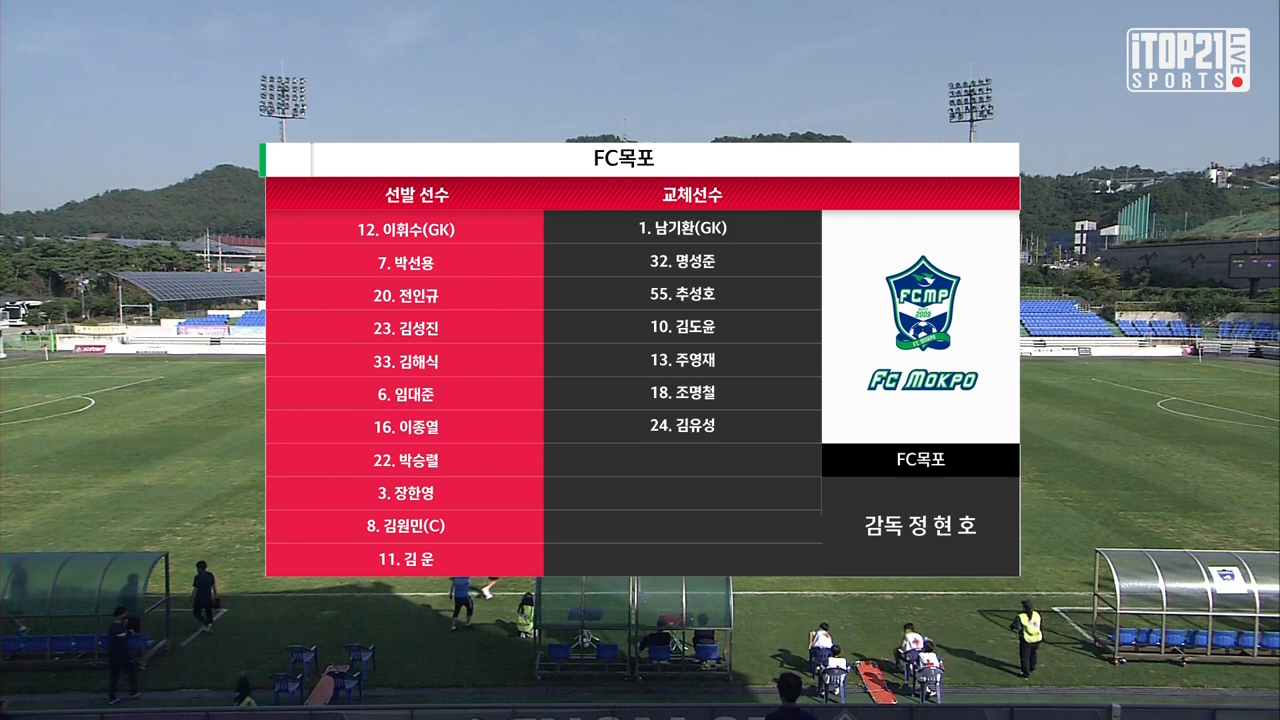 iTOP21
SPORTS
LIVE
FC목포
선발 선수
교체선수
12. 이휘수(GK)
7. 박선용
20. 전인규
23. 김성진
33. 김해식
6. 임대준
16. 이종열
22. 박승렬
3. 장한영
8. 김원민(C)
11. 김 운
1. 남기환(GK)
32. 명성준
55. 추성호
10. 김도윤
13. 주영재
18. 조명철
24. 김유성
FCMP
2009
FC MOKPO
FC MOKPO
FC목포
감독 정 현 호